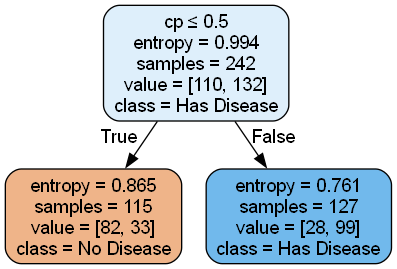 cp ≤ 0.5
entropy = 0.994
samples = 242
value = [110, 132]
class = Has Disease
True
False
entropy = 0.865
samples = 115
value = [82, 33]
class = No Disease
entropy = 0.761
samples = 127
value = [28, 99]
class = Has Disease